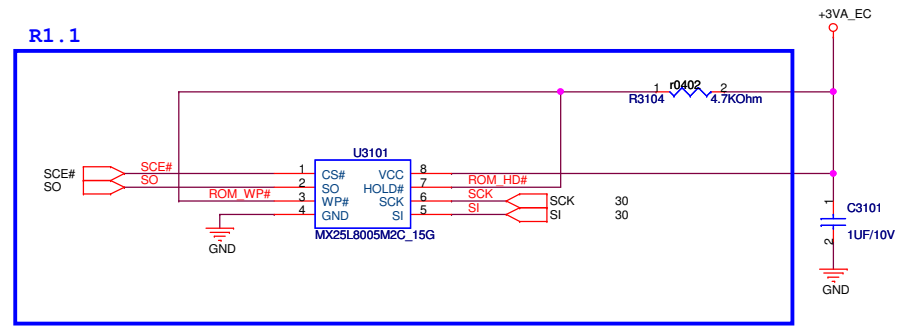 +3VA_EC
R1.1
1 r0402 2
R3104 4.7KOhm
U3101
SCE# SCE# 1 CS# VCC 8
SO SO 2 SO HOLD# 7 ROM_HD#
ROM_WP# 3 WP# SCK 6 SCK SCK 30
4 GND SI 5 SI SI 30
MX25L8005M2C_15G
GND
1 C3101
2 1UF/10V
GND